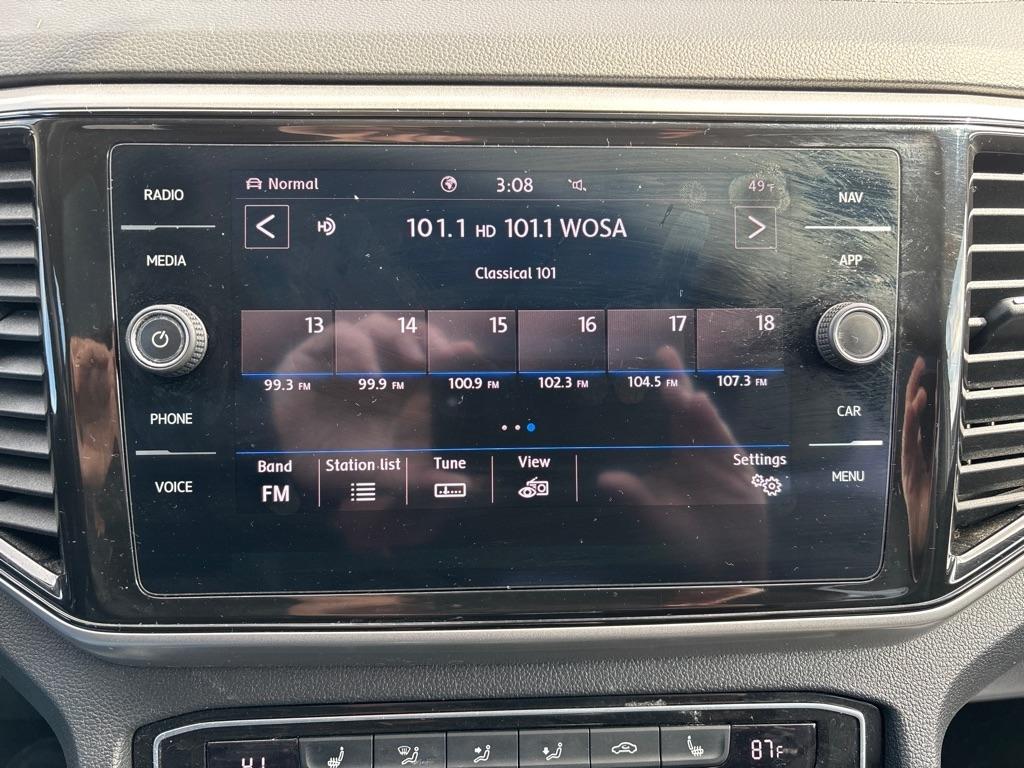 RADIO
MEDIA
PHONE
VOICE
Normal 3:08 49°F
101.1 HD 101.1 WOSA
Classical 101
13 14 15 16 17 18
99.3 FM 99.9 FM 100.9 FM 102.3 FM 104.5 FM 107.3 FM
Band Station list Tune View Settings
FM
NAV
APP
CAR
MENU
87°F